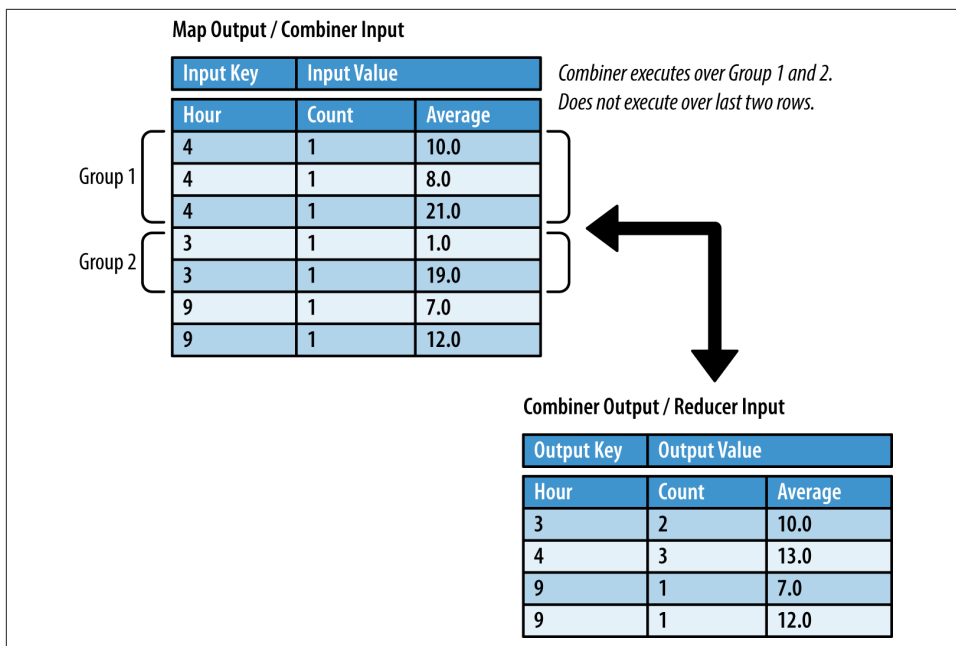 Map Output / Combiner Input
Input Key Input Value
Combiner executes over Group 1 and 2.
Does not execute over last two rows.
Hour Count Average
Group 1
4 1 10.0
4 1 8.0
4 1 21.0
Group 2
3 1 1.0
3 1 19.0
9 1 7.0
9 1 12.0
Combiner Output / Reducer Input
Output Key Output Value
Hour Count Average
3 2 10.0
4 3 13.0
9 1 7.0
9 1 12.0